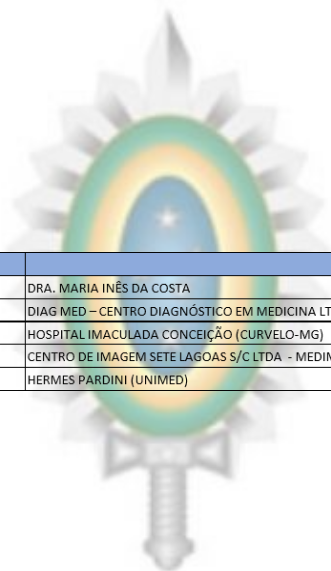 DRA. MARIA INÊS DA COSTA
DIAG MED – CENTRO DIAGNÓSTICO EM MEDICINA LT
HOSPITAL IMACULADA CONCEIÇÃO (CURVELO-MG)
CENTRO DE IMAGEM SETE LAGOAS S/C LTDA - MEDIM
HERMES PARDINI (UNIMED)